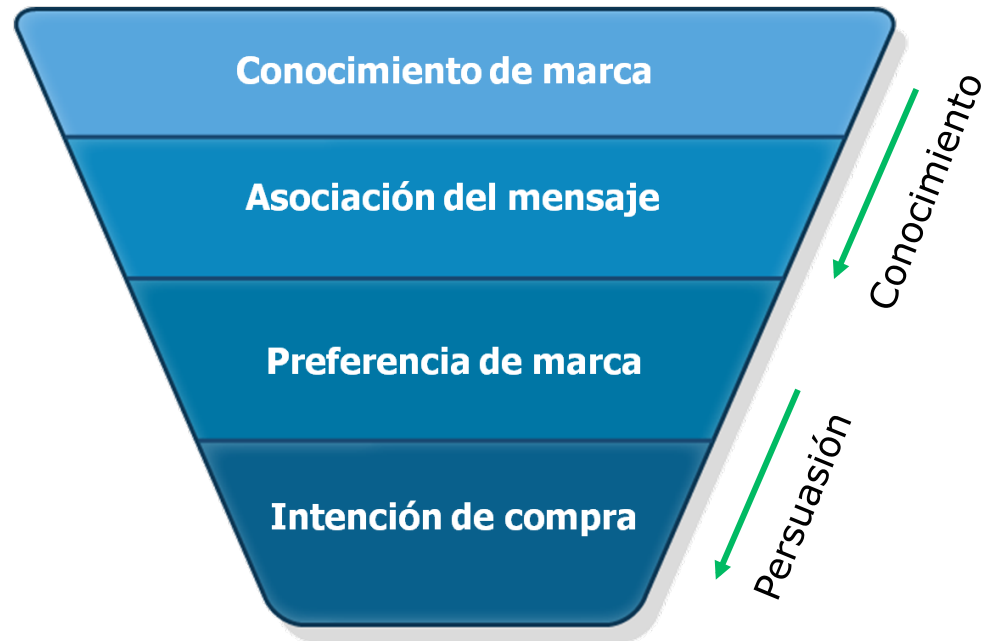 Conocimiento de marca
Asociación del mensaje
Preferencia de marca
Intención de compra
Conocimiento
Persuasión